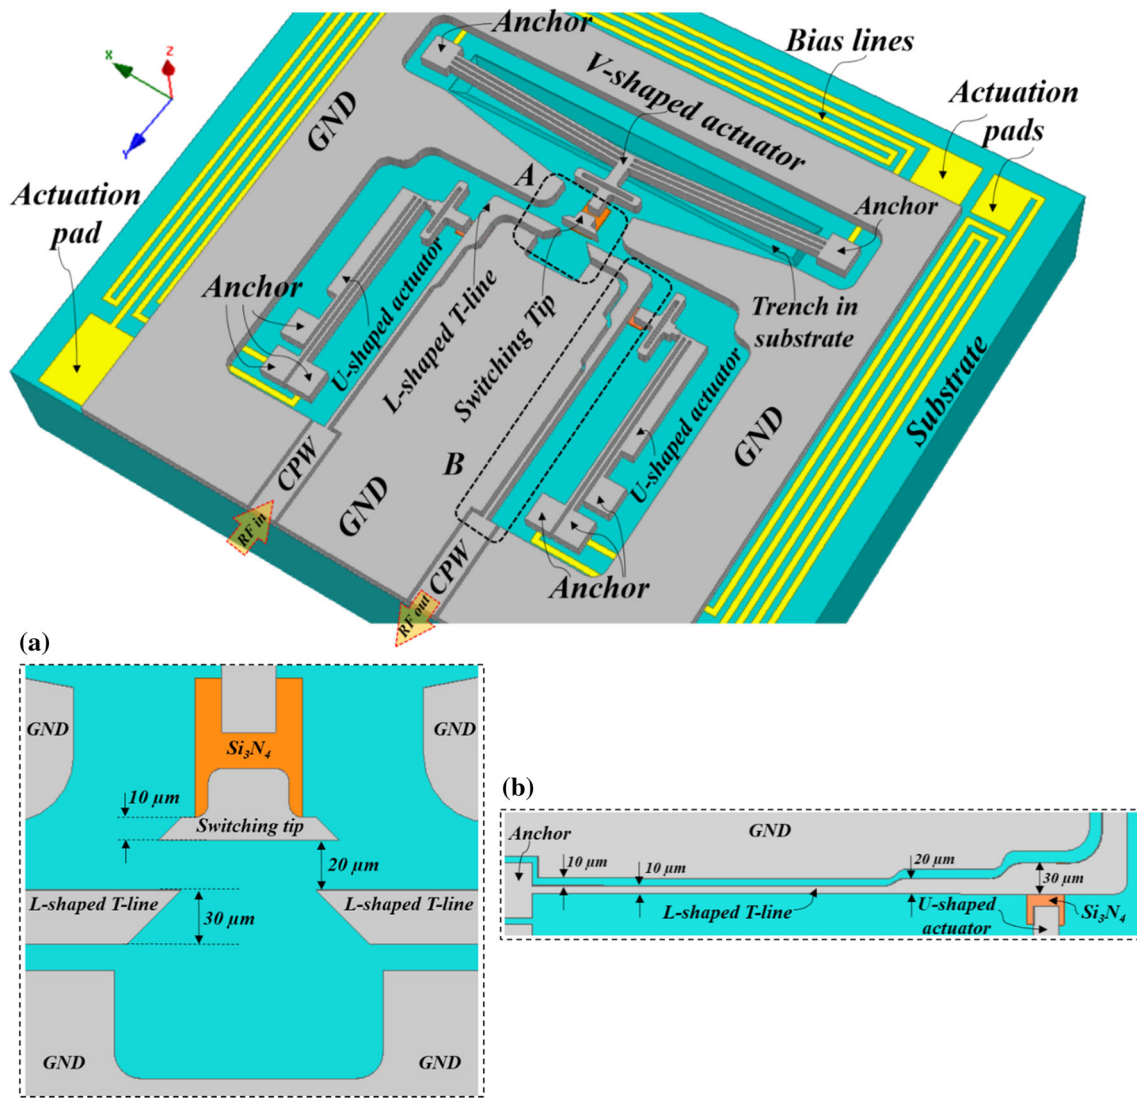 Anchor
Bias lines
V-shaped actuator
Actuation
pads
X
Z
Y
GND
Actuation
pad
A
Anchor
Anchor
U-shaped actuator
L-shaped T-line
Switching Tip
Trench in
substrate
Substrate
U-shaped actuator
GND
B
CPW
GND
RF in
CPW
Anchor
RF out
(a)
GND
GND
Si3N4
10 μm
Switching tip
20 μm
L-shaped T-line
L-shaped T-line
30 μm
GND
GND
(b)
Anchor
GND
10 μm
10 μm
20 μm
30 μm
L-shaped T-line
U-shaped
actuator
Si3N4